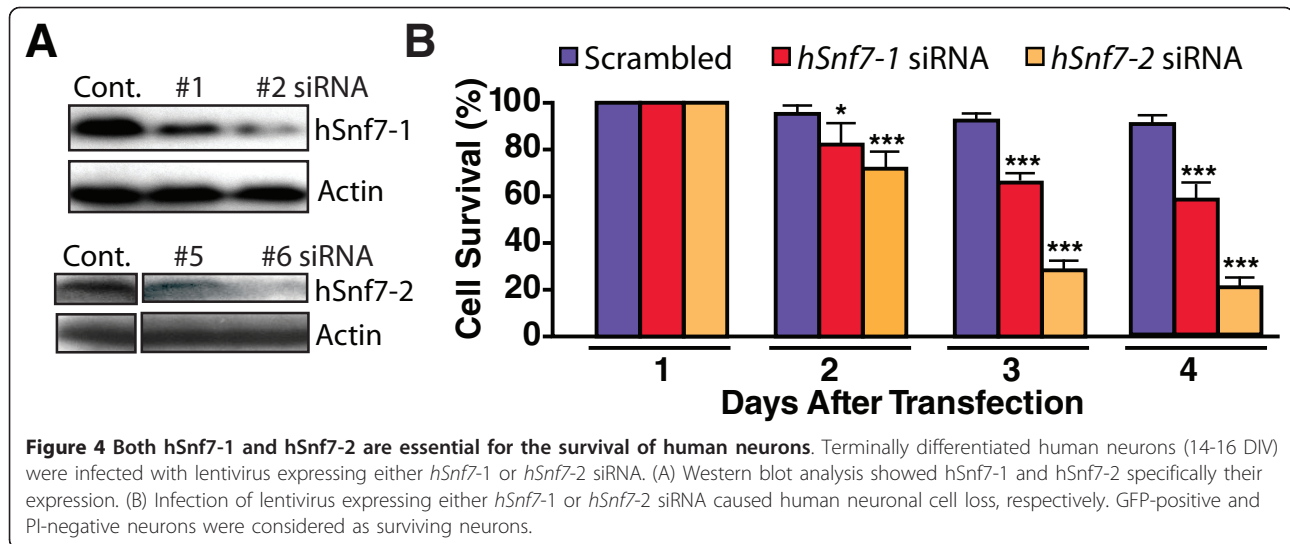 A
Cont. #1 #2 siRNA
hSnf7-1
Actin
Cont. #5 #6 siRNA
hSnf7-2
Actin
B
Scrambled hSnf7-1 siRNA hSnf7-2 siRNA
Cell Survival (%)
100
80
60
40
20
0
* ***
*** ***
*** ***
1 2 3 4
Days After Transfection
Figure 4 Both hSnf7-1 and hSnf7-2 are essential for the survival of human neurons. Terminally differentiated human neurons (14-16 DIV)
were infected with lentivirus expressing either hSnf7-1 or hSnf7-2 siRNA. (A) Western blot analysis showed hSnf7-1 and hSnf7-2 specifically their
expression. (B) Infection of lentivirus expressing either hSnf7-1 or hSnf7-2 siRNA caused human neuronal cell loss, respectively. GFP-positive and
PI-negative neurons were considered as surviving neurons.